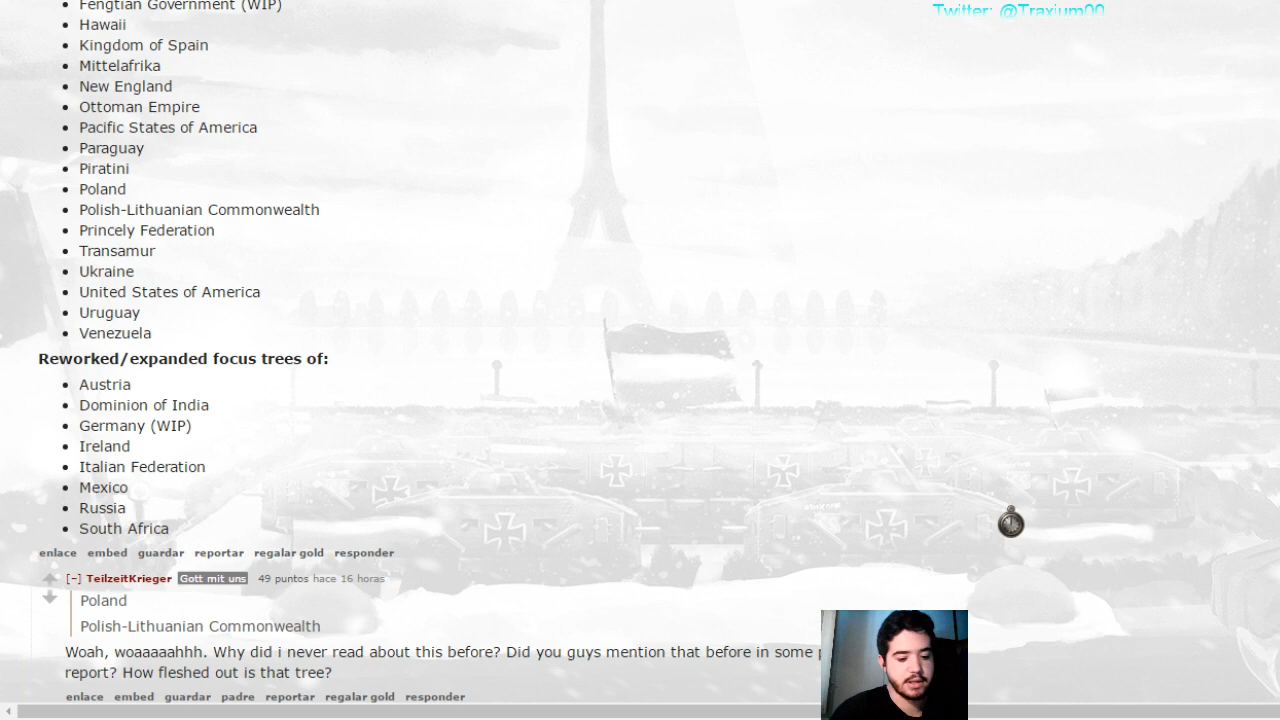 Fengtian Government (WIP)
Twitter: @Traxium00
Hawaii
Kingdom of Spain
Mittelafrika
New England
Ottoman Empire
Pacific States of America
Paraguay
Piratini
Poland
Polish-Lithuanian Commonwealth
Princely Federation
Transamur
Ukraine
United States of America
Uruguay
Venezuela
Reworked/expanded focus trees of:
Austria
Dominion of India
Germany (WIP)
Ireland
Italian Federation
Mexico
Russia
South Africa
enlace embed guardar reportar regalar gold responder
[–] TeilzeitKrieger Gott mit uns 49 puntos hace 16 horas
Poland
Polish-Lithuanian Commonwealth
Woah, woaaaaahhh. Why did i never read about this before? Did you guys mention that before in some
report? How fleshed out is that tree?
enlace embed guardar padre reportar regalar gold responder